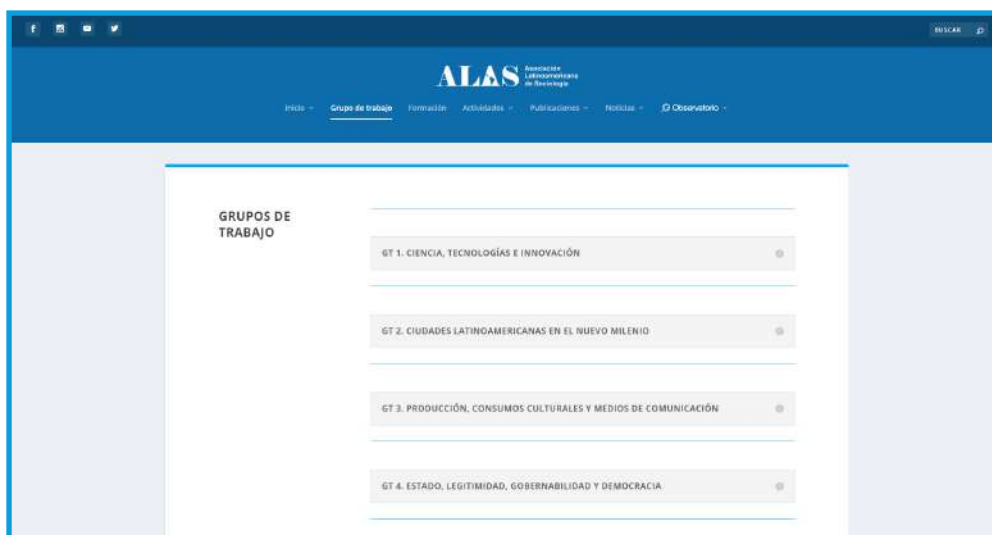 BUSCAR
ALAS Asociación
Latinoamericana
de Sociología
Inicio Grupo de trabajo Formación Actividades Publicaciones Noticias Observatorio
GRUPOS DE
TRABAJO
GT 1. CIENCIA, TECNOLOGÍAS E INNOVACIÓN
GT 2. CIUDADES LATINOAMERICANAS EN EL NUEVO MILENIO
GT 3. PRODUCCIÓN, CONSUMOS CULTURALES Y MEDIOS DE COMUNICACIÓN
GT 4. ESTADO, LEGITIMIDAD, GOBERNABILIDAD Y DEMOCRACIA